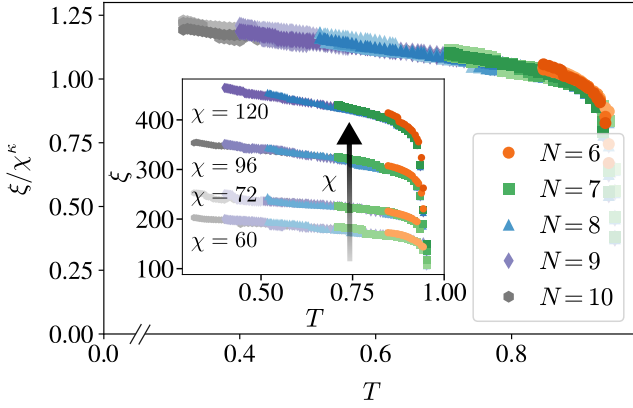 1.25
1.00
0.75
0.50
1.25
0.00
ξ/χ^κ
0.0
0.4
0.6
0.8
T
400
300
200
100
ξ
0.50
0.75
1.00
T
χ = 120
χ = 96
χ = 72
χ = 60
χ
N = 6
N = 7
N = 8
N = 9
N = 10